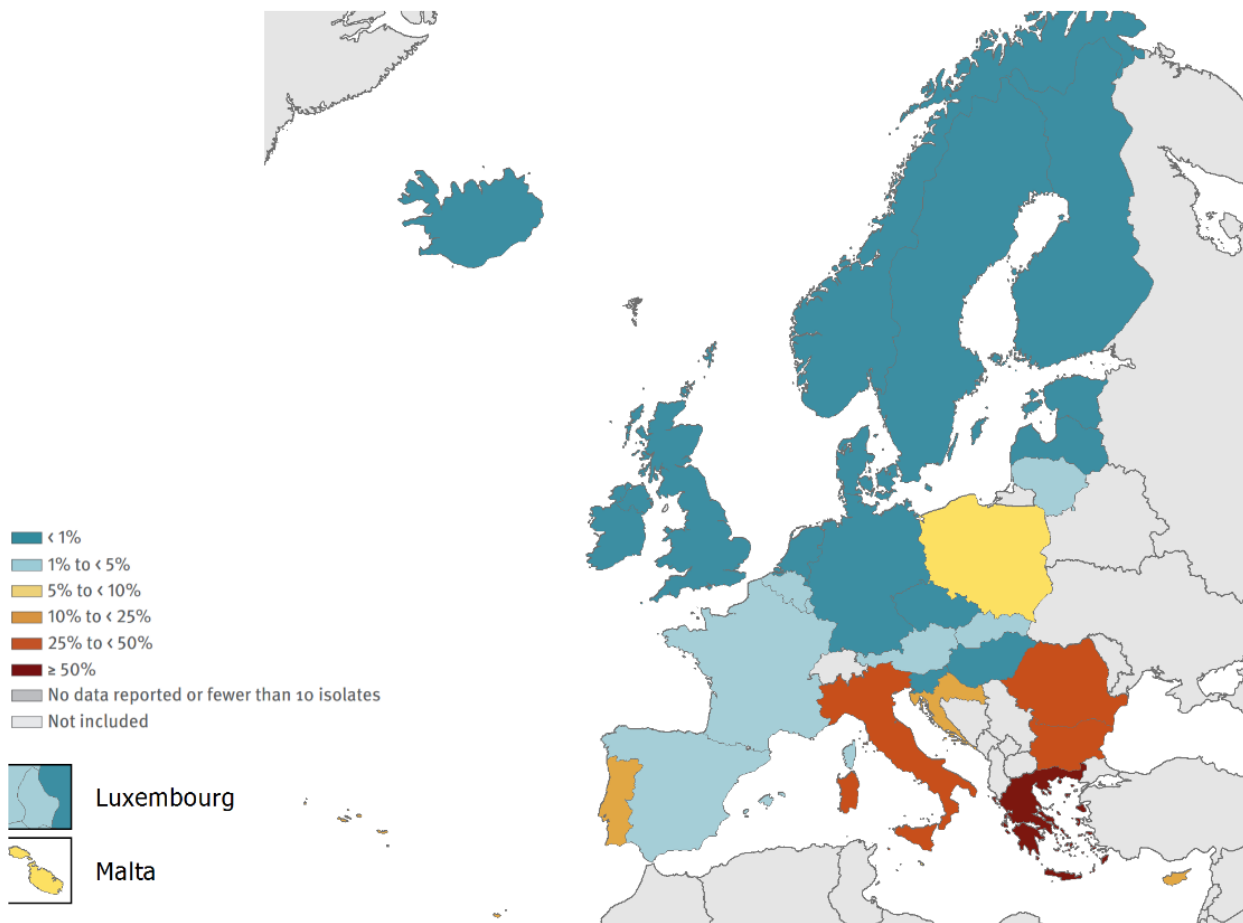 < 1%
1% to < 5%
5% to < 10%
10% to < 25%
25% to < 50%
≥ 50%
No data reported or fewer than 10 isolates
Not included
Luxembourg
Malta